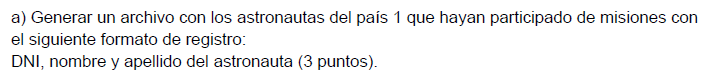 a) Generar un archivo con los astronautas del país 1 que hayan participado de misiones con
el siguiente formato de registro:
DNI, nombre y apellido del astronauta (3 puntos).